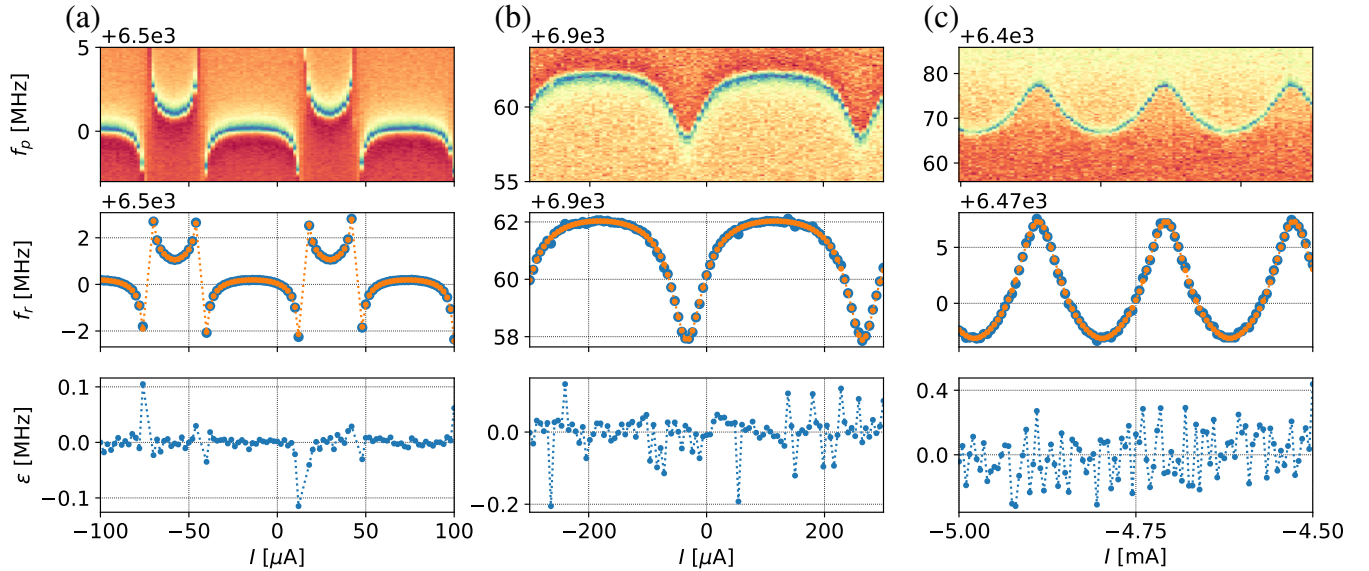 (a)
(b)
(c)
+6.5e3
+6.9e3
+6.4e3
f_p [MHz]
5
0
60
55
80
70
60
+6.5e3
+6.9e3
+6.47e3
f_r [MHz]
2
0
−2
62
60
58
5
0
ε [MHz]
0.1
0.0
−0.1
0.0
−0.2
0.4
0.0
−100
−50
0
50
100
−200
0
200
−5.00
−4.75
−4.50
I [μA]
I [μA]
I [mA]